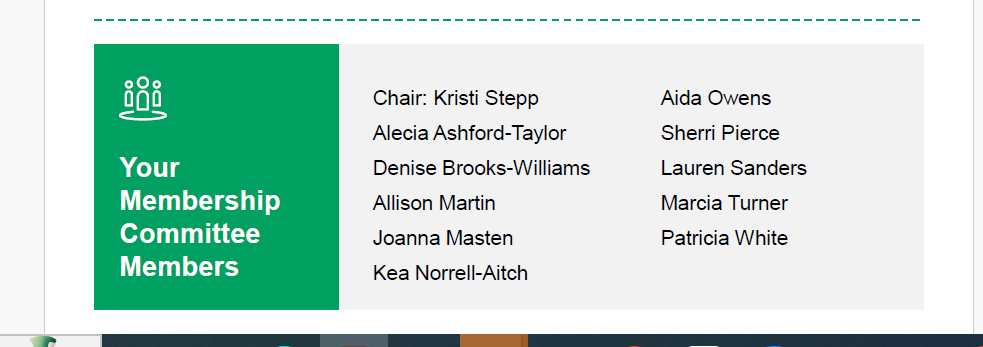 Your
Membership
Committee
Members
Chair: Kristi Stepp
Alecia Ashford-Taylor
Denise Brooks-Williams
Allison Martin
Joanna Masten
Kea Norrell-Aitch
Aida Owens
Sherri Pierce
Lauren Sanders
Marcia Turner
Patricia White